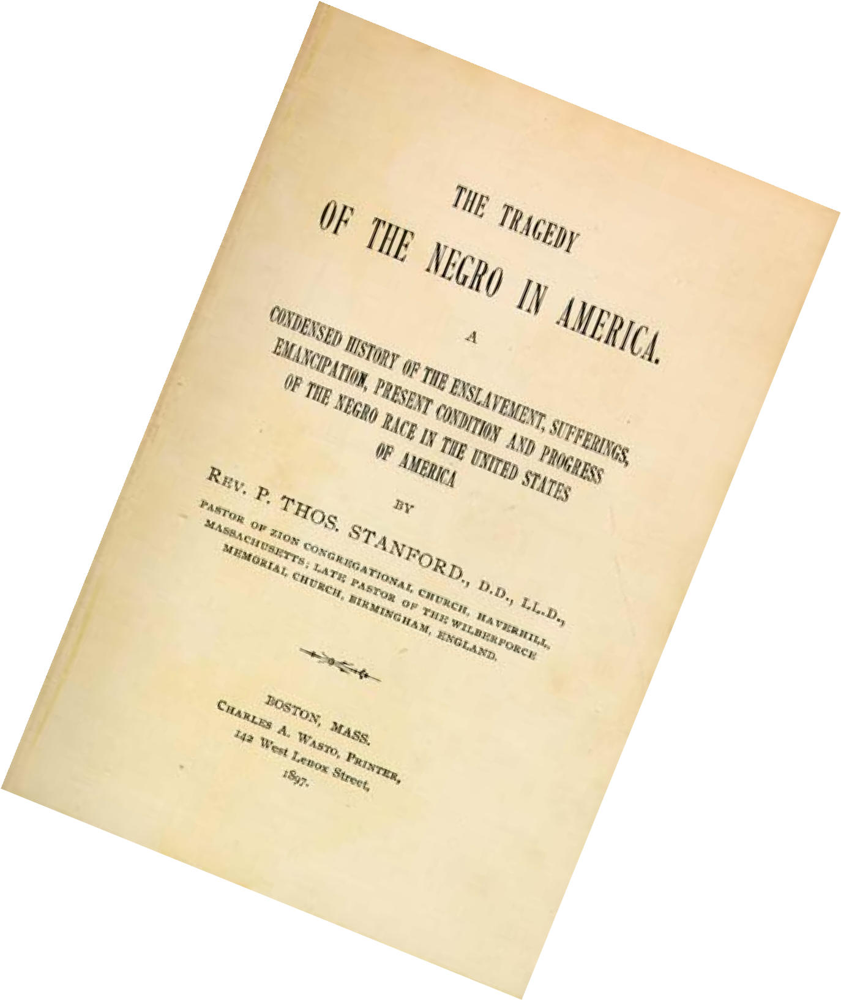 THE TRAGEDY
OF THE NEGRO IN AMERICA.
A
CONDENSED HISTORY OF THE ENSLAVEMENT, SUFFERINGS,
EMANCIPATION, PRESENT CONDITION AND PROGRESS
OF THE NEGRO RACE IN THE UNITED STATES
OF AMERICA
BY
REV. P. THOS. STANFORD., D.D., LL.D.,
PASTOR OF ZION CONGREGATIONAL CHURCH, HAVERHILL,
MASSACHUSETTS; LATE PASTOR OF THE WILBERFORCE
MEMORIAL CHURCH, BIRMINGHAM, ENGLAND.
BOSTON, MASS.
CHARLES A. WASTO, PRINTER,
142 West Lenox Street,
1897.